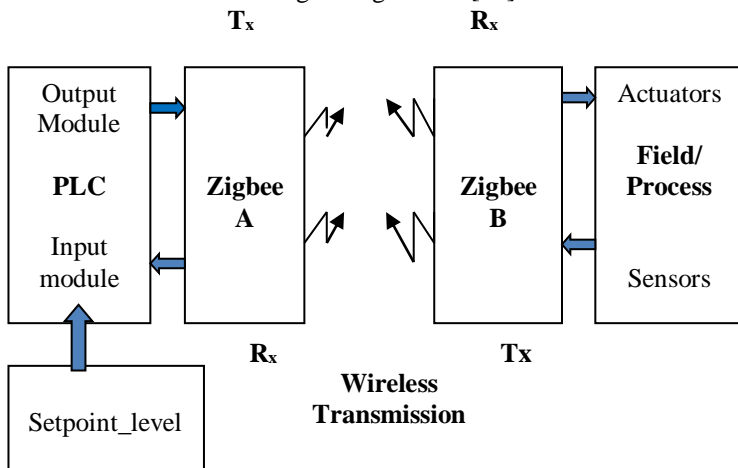 Tx Rx
Output
Module
PLC
Input
module
Zigbee
A
Zigbee
B
Actuators
Field/
Process
Sensors
Rx Tx
Wireless
Transmission
Setpoint_level